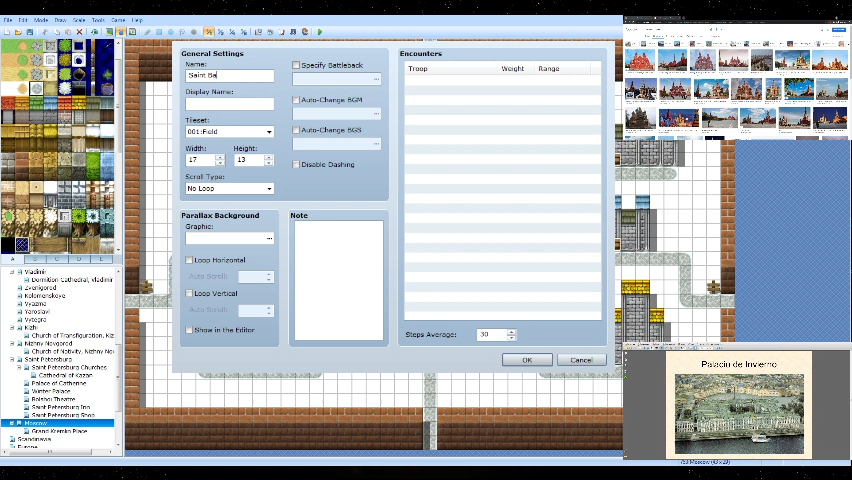 File Edit Mode Draw Scale Tools Game Help
General Settings
Name:
Saint Ba
Display Name:
Tileset:
001:Field
Width: Height:
17 13
Scroll Type:
No Loop
Specify Battleback
Auto-Change BGM
Auto-Change BGS
Disable Dashing
Parallax Background
Graphic:
Loop Horizontal
Auto Scroll:
Loop Vertical
Auto Scroll:
Show in the Editor
Note
Encounters
Troop Weight Range
Steps Average: 30
OK Cancel
A B C D E
Vladimir
Dormition Cathedral, Vladimir
Zvenigorod
Kolomenskoye
Vyazma
Yaroslavl
Vytegra
Kizhi
Church of Transfiguration, Kiz
Nizhny Novgorod
Church of Nativity, Nizhny Nov
Saint Petersburg
Saint Petersburg Churches
Cathedral of Kazan
Palace of Catherine
Winter Palace
Bolshoi Theatre
Saint Petersburg Inn
Saint Petersburg Shop
Moscow
Grand Kremlin Place
Scandinavia
Europe
Palaciu de Invierno